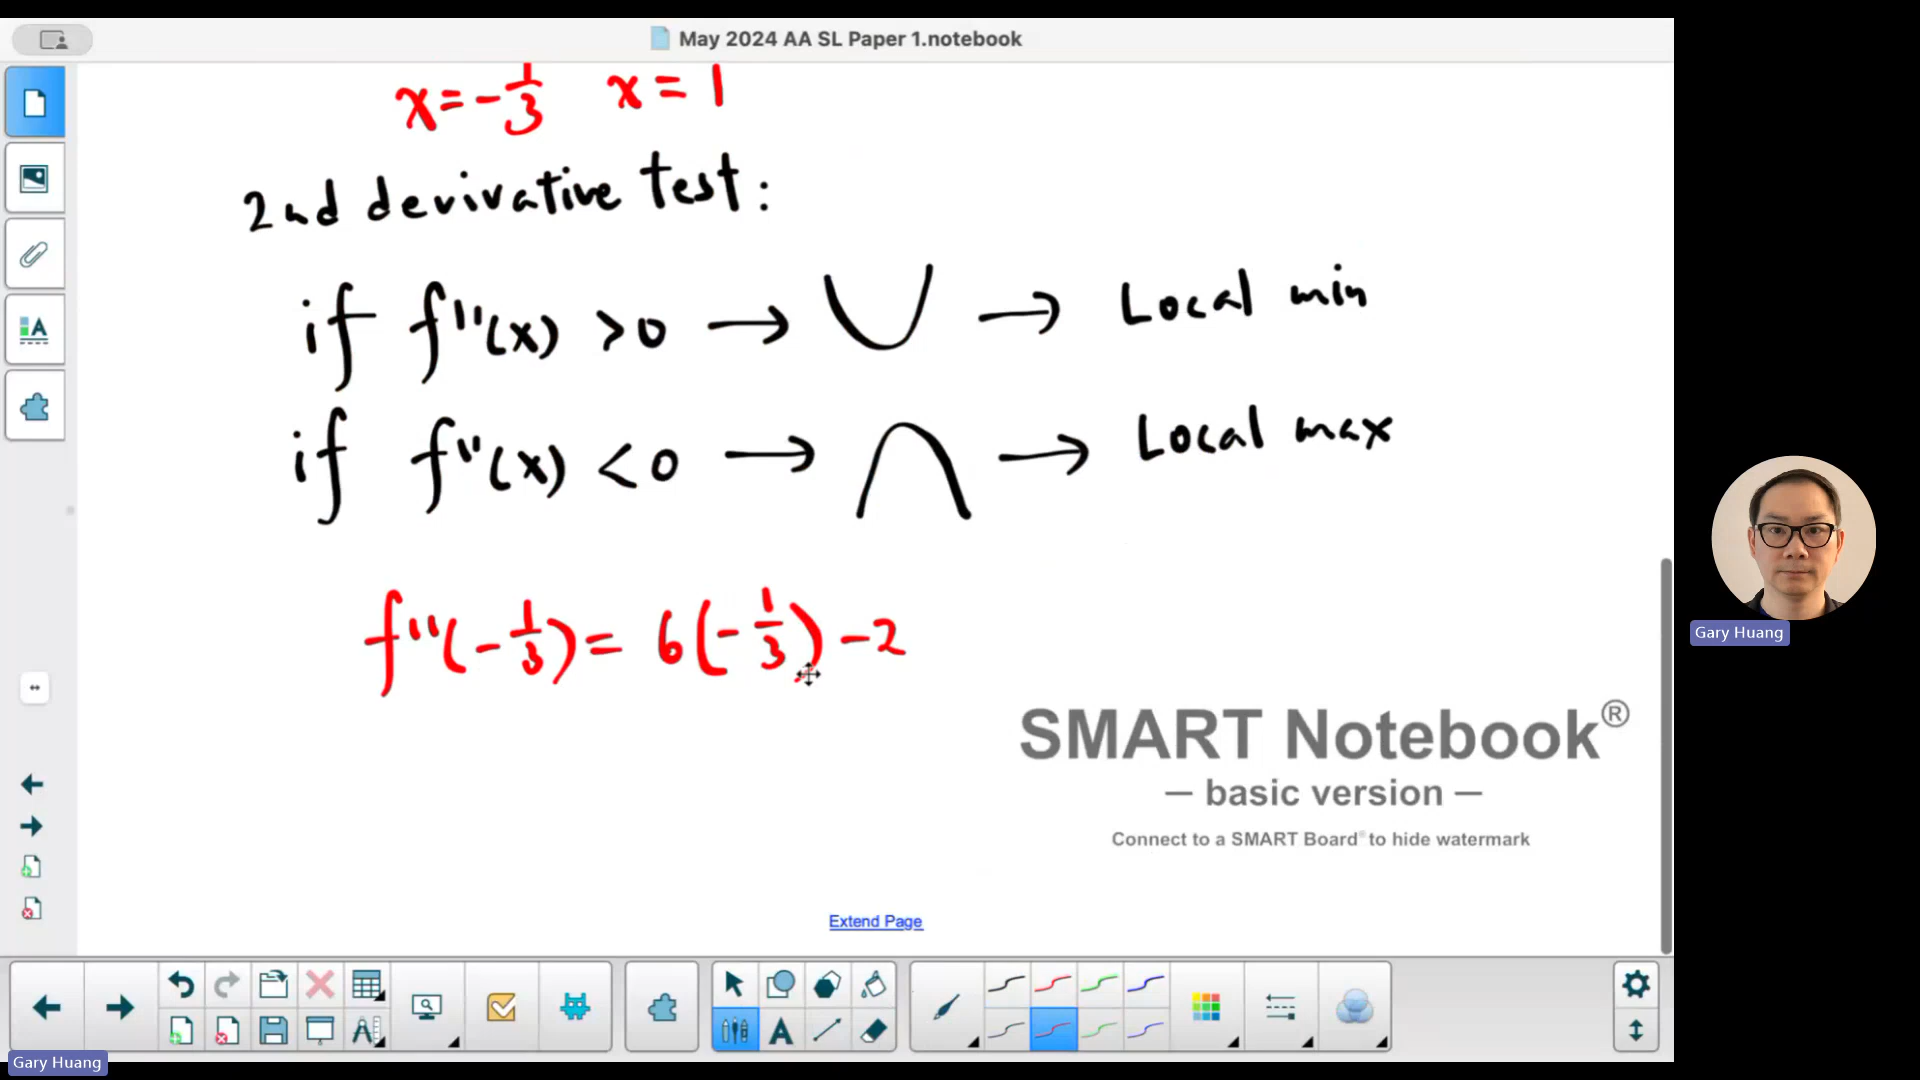 May 2024 AA SL Paper 1.notebook
x = -1/3 x = 1
2nd derivative test:
if f''(x) > 0 → → Local min
if f''(x) < 0 → → Local max
f''(-1/3) = 6(-1/3) - 2
SMART Notebook®
— basic version —
Connect to a SMART Board® to hide watermark
Extend Page
Gary Huang
Gary Huang